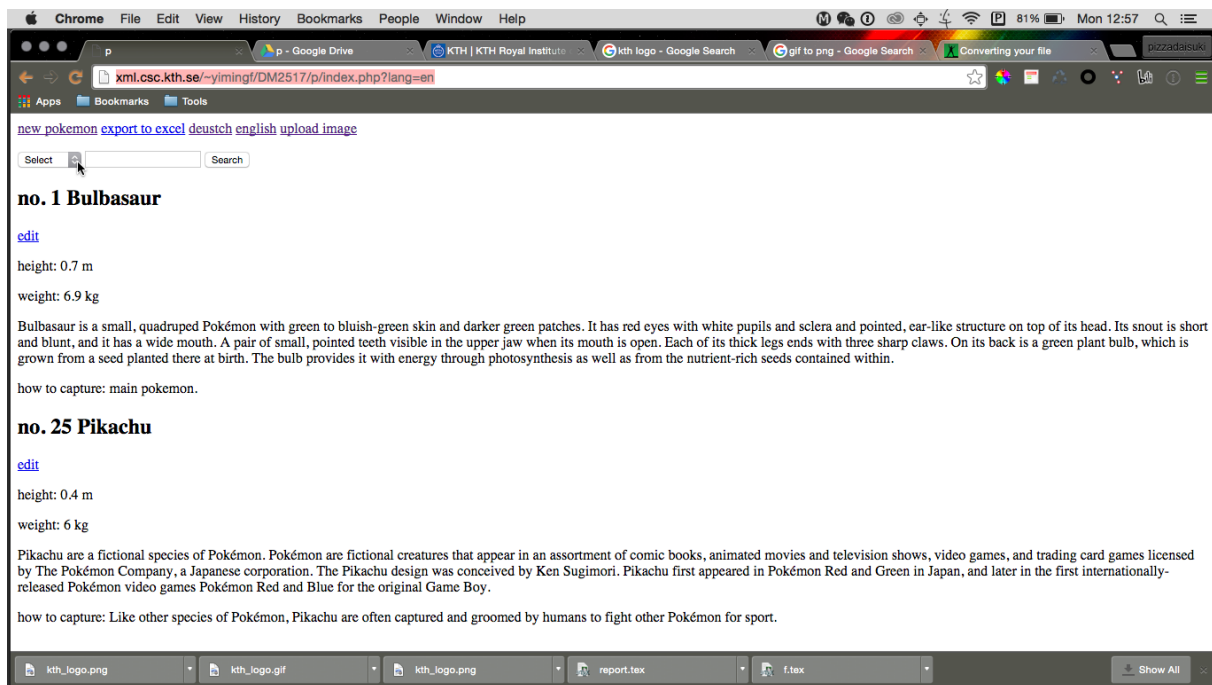 Chrome File Edit View History Bookmarks People Window Help 81% Mon 12:57
p p - Google Drive KTH | KTH Royal Institute kth logo - Google Search gif to png - Google Search Converting your file pizzadaisuki
xml.csc.kth.se/~yimingf/DM2517/p/index.php?lang=en
Apps Bookmarks Tools
new pokemon export to excel deustch english upload image
Select Search
no. 1 Bulbasaur
edit
height: 0.7 m
weight: 6.9 kg
Bulbasaur is a small, quadruped Pokémon with green to bluish-green skin and darker green patches. It has red eyes with white pupils and sclera and pointed, ear-like structure on top of its head. Its snout is short
and blunt, and it has a wide mouth. A pair of small, pointed teeth visible in the upper jaw when its mouth is open. Each of its thick legs ends with three sharp claws. On its back is a green plant bulb, which is
grown from a seed planted there at birth. The bulb provides it with energy through photosynthesis as well as from the nutrient-rich seeds contained within.
how to capture: main pokemon.
no. 25 Pikachu
edit
height: 0.4 m
weight: 6 kg
Pikachu are a fictional species of Pokémon. Pokémon are fictional creatures that appear in an assortment of comic books, animated movies and television shows, video games, and trading card games licensed
by The Pokémon Company, a Japanese corporation. The Pikachu design was conceived by Ken Sugimori. Pikachu first appeared in Pokémon Red and Green in Japan, and later in the first internationally-
released Pokémon video games Pokémon Red and Blue for the original Game Boy.
how to capture: Like other species of Pokémon, Pikachu are often captured and groomed by humans to fight other Pokémon for sport.
kth_logo.png kth_logo.gif kth_logo.png report.tex f.tex Show All